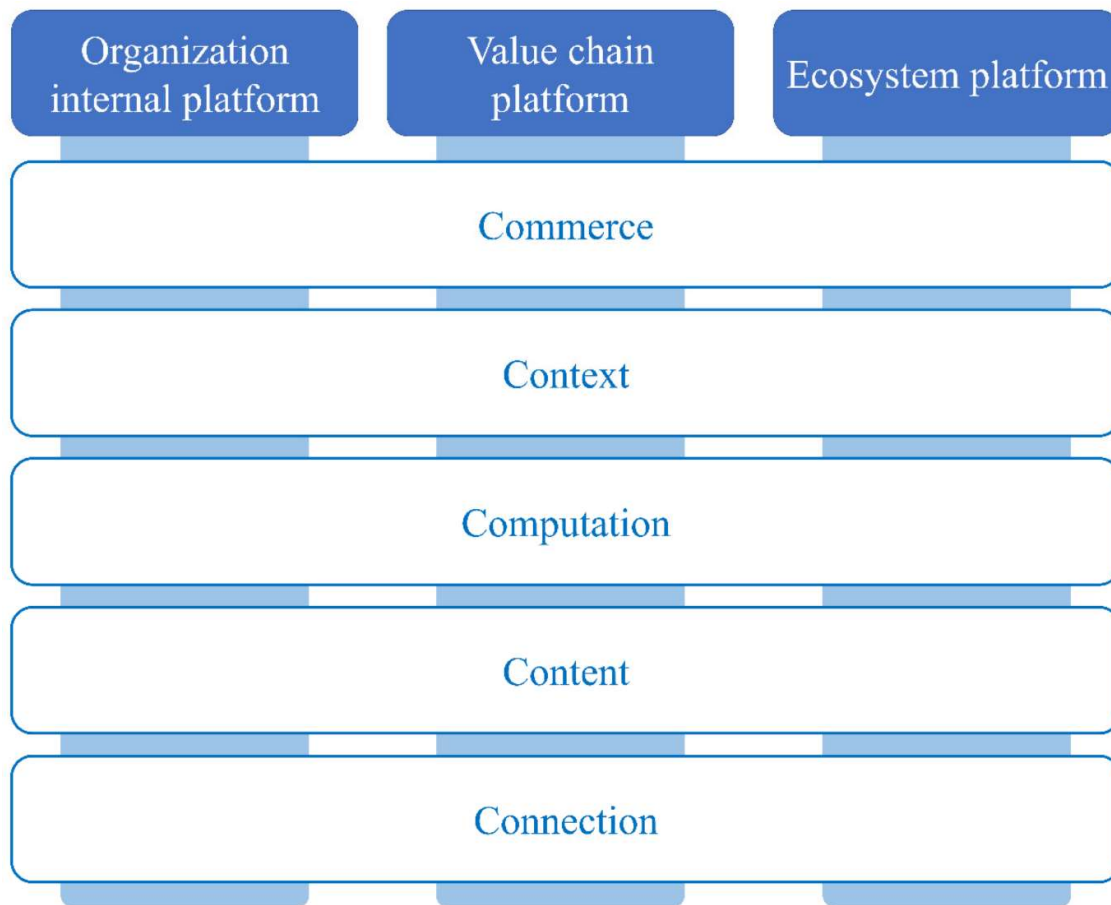 Organization
internal platform
Value chain
platform
Ecosystem platform
Commerce
Context
Computation
Content
Connection